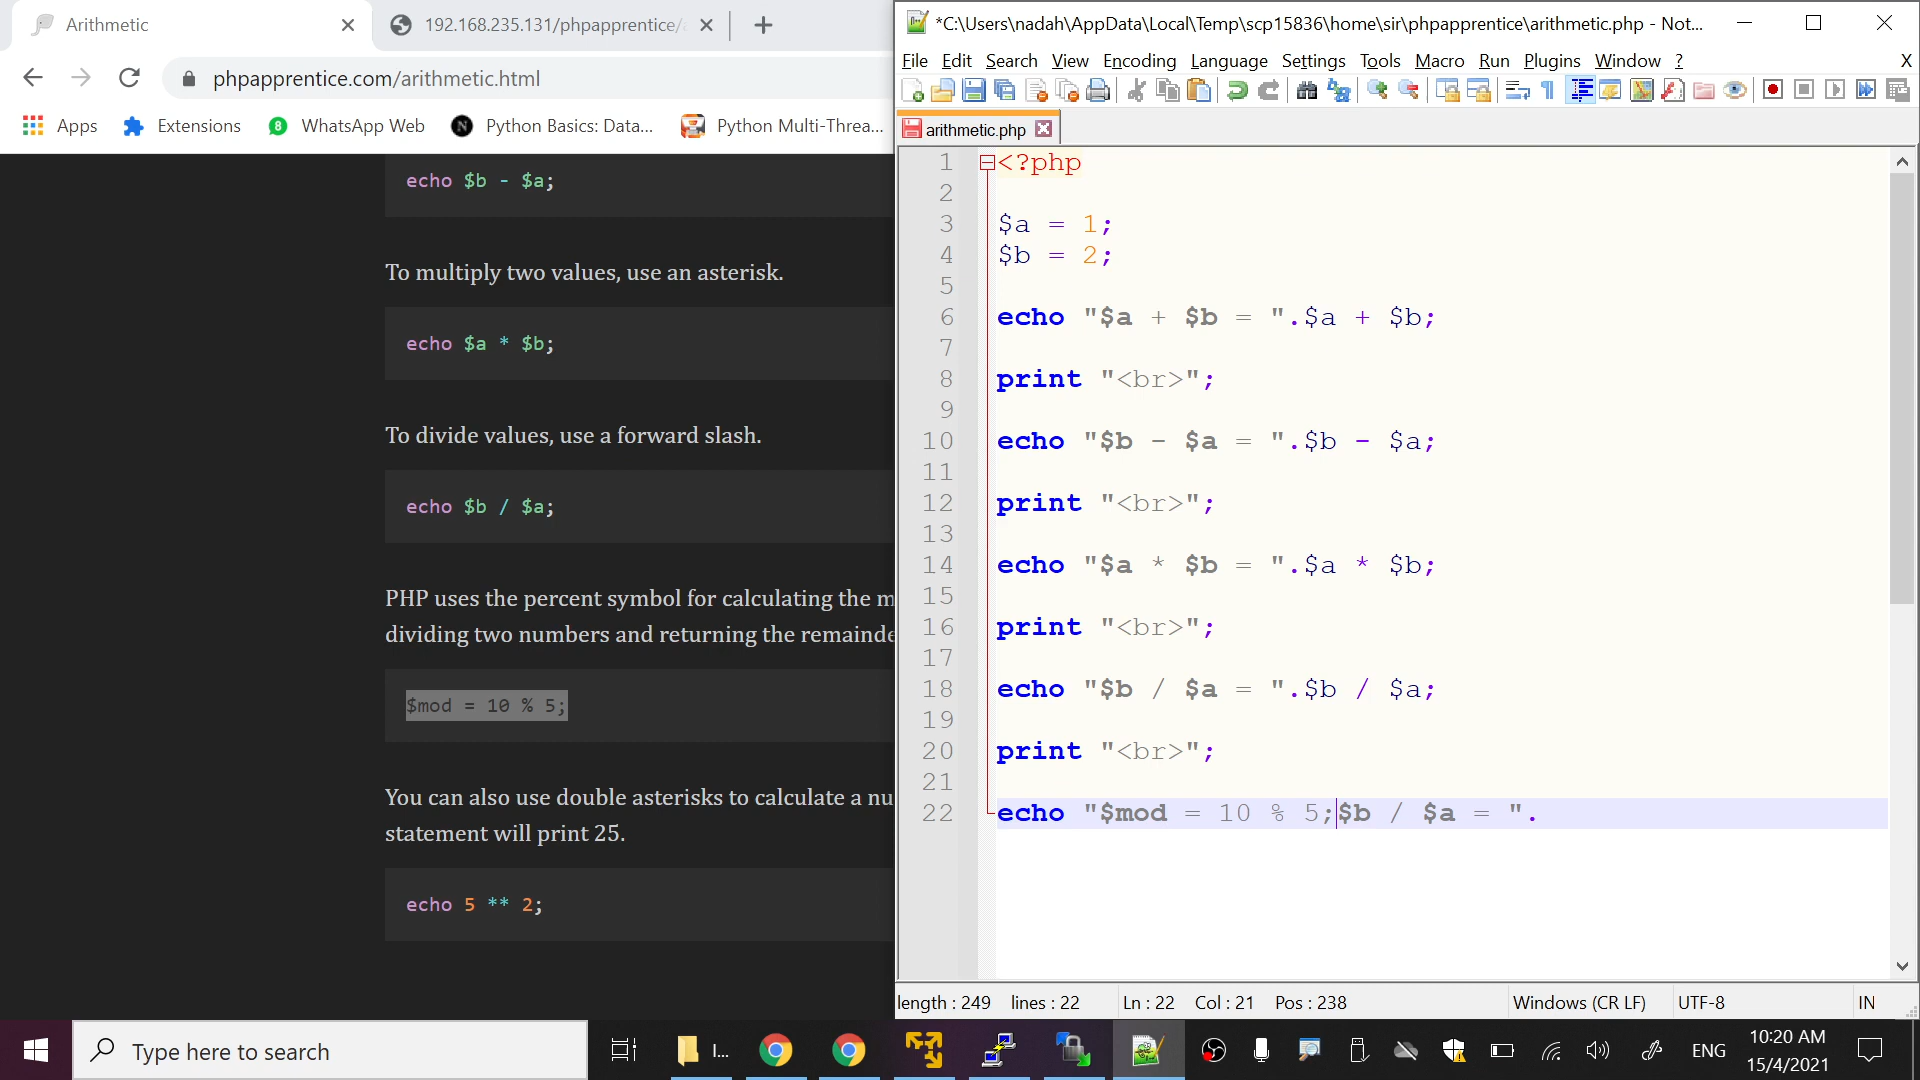 Arithmetic
192.168.235.131/phpapprentice/
*C:\Users\nadah\AppData\Local\Temp\scp15836\home\sir\phpapprentice\arithmetic.php - Not...
phpapprentice.com/arithmetic.html
File Edit Search View Encoding Language Settings Tools Macro Run Plugins Window ? X
Apps Extensions 8 WhatsApp Web N Python Basics: Data... Python Multi-Threa...
arithmetic.php
echo $b - $a;
To multiply two values, use an asterisk.
echo $a * $b;
To divide values, use a forward slash.
echo $b / $a;
PHP uses the percent symbol for calculating the m
dividing two numbers and returning the remainde
$mod = 10 % 5;
You can also use double asterisks to calculate a nu
statement will print 25.
echo 5 ** 2;
1 <?php
2
3 $a = 1;
4 $b = 2;
5
6 echo "$a + $b = ".$a + $b;
7
8 print "<br>";
9
10 echo "$b - $a = ".$b - $a;
11
12 print "<br>";
13
14 echo "$a * $b = ".$a * $b;
15
16 print "<br>";
17
18 echo "$b / $a = ".$b / $a;
19
20 print "<br>";
21
22 echo "$mod = 10 % 5;$b / $a = ".
length : 249 lines : 22 Ln : 22 Col : 21 Pos : 238 Windows (CR LF) UTF-8 IN
Type here to search
I...
ENG
10:20 AM
15/4/2021